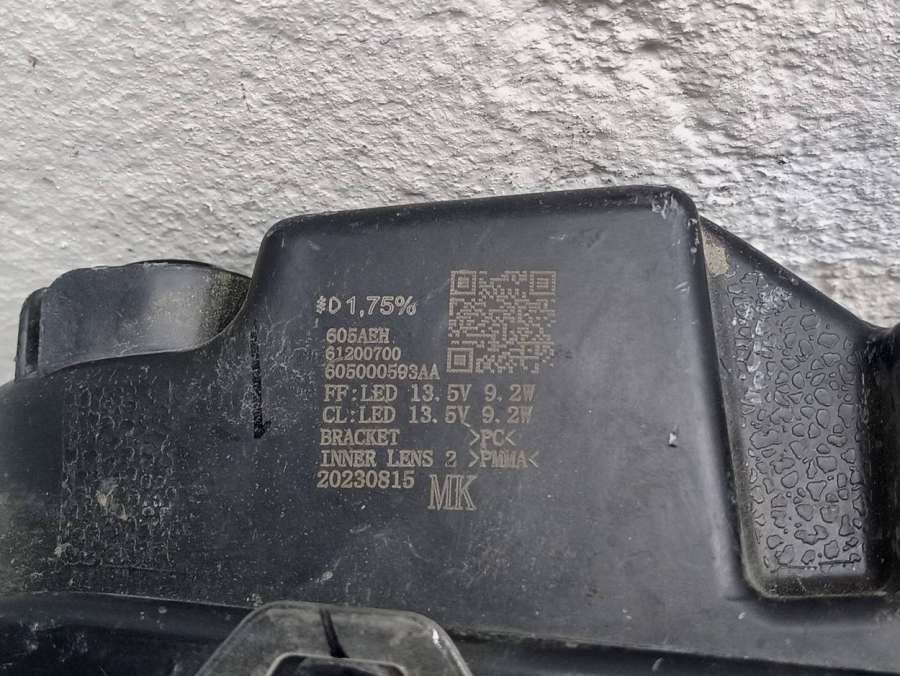 1,75%
605AEH
61200700
605000593AA
FF:LED 13.5V 9.2W
CL:LED 13.5V 9.2W
BRACKET >PC<
INNER LENS 2 >PMMA<
20230815 MK